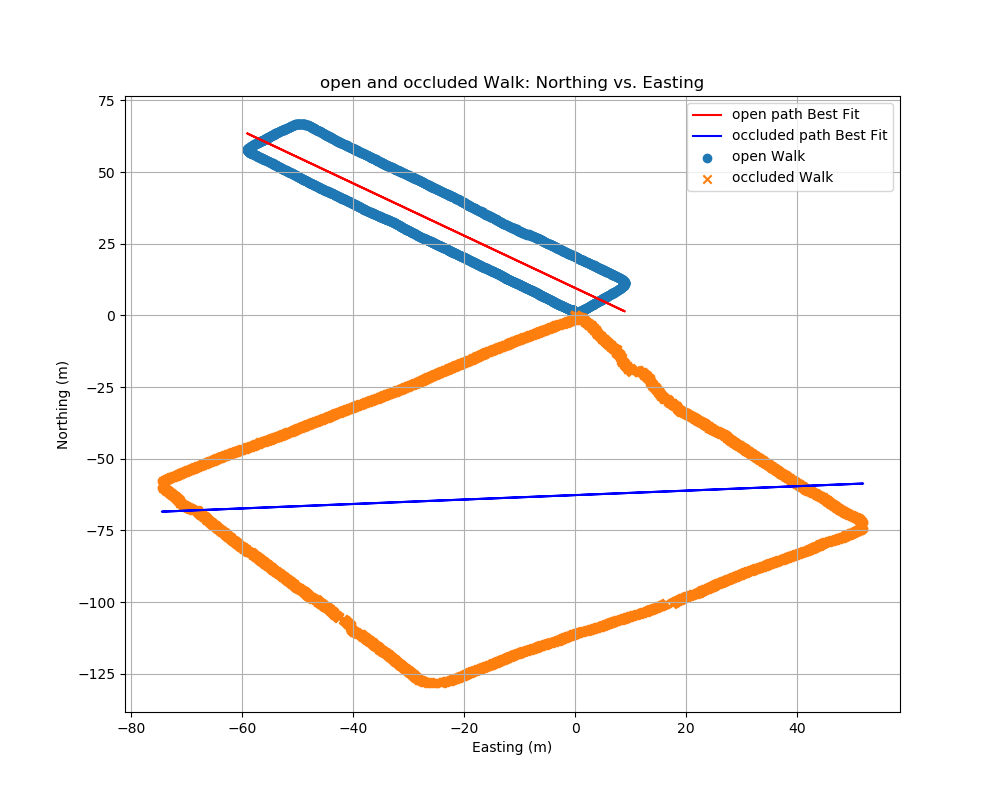 open and occluded Walk: Northing vs. Easting
75
50
25
0
−25
−50
−75
−100
−125
Northing (m)
open path Best Fit
occluded path Best Fit
open Walk
occluded Walk
−80
−60
−40
−20
0
20
40
Easting (m)